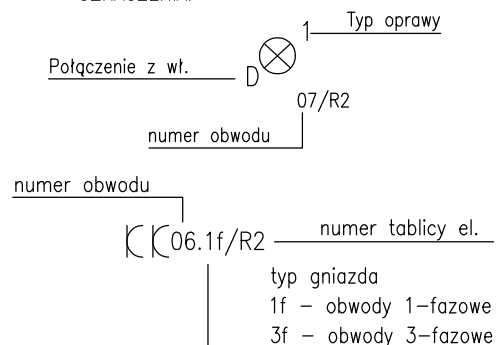 1 Typ oprawy
Połączenie z wł. D
07/R2
numer obwodu
numer obwodu
06.1f/R2 numer tablicy el.
typ gniazda
1f – obwody 1–fazowe
3f – obwody 3–fazowe